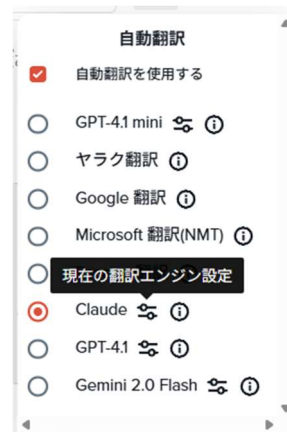 自動翻訳
自動翻訳を使用する
GPT-4.1 mini
ヤラク翻訳
Google 翻訳
Microsoft 翻訳(NMT)
現在の翻訳エンジン設定
Claude
GPT-4.1
Gemini 2.0 Flash